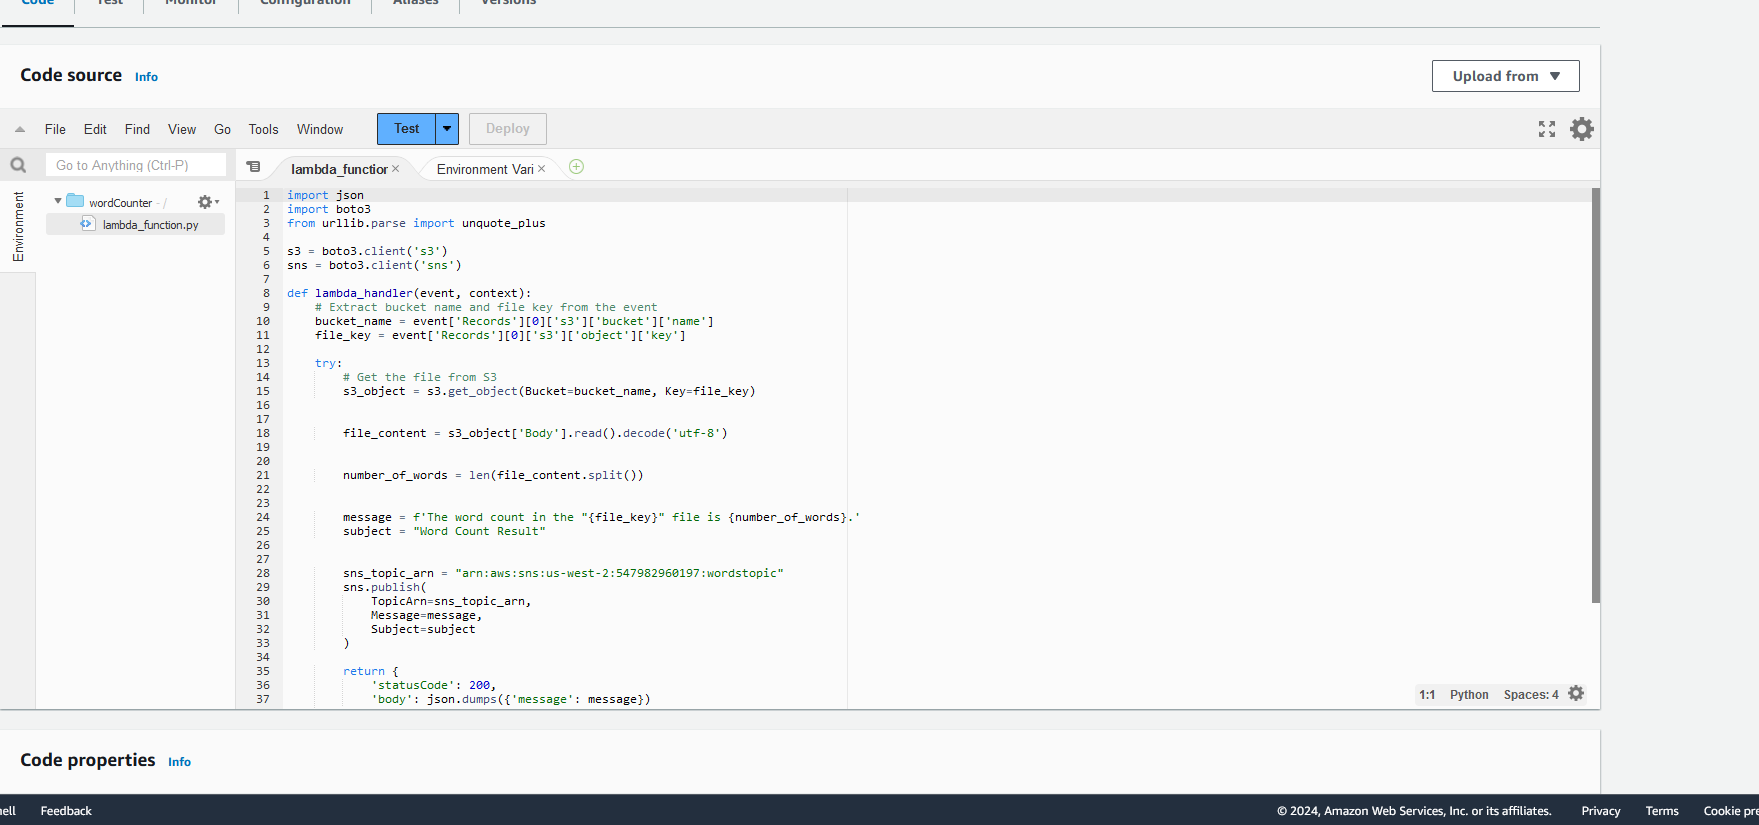 Code Test Monitor Configuration Aliases Versions
Code source Info
Upload from
File Edit Find View Go Tools Window Test Deploy
Go to Anything (Ctrl-P)
lambda_function × Environment Vari ×
Environment
wordCounter - /
lambda_function.py
1 import json
2 import boto3
3 from urllib.parse import unquote_plus
4
5 s3 = boto3.client('s3')
6 sns = boto3.client('sns')
7
8 def lambda_handler(event, context):
9 # Extract bucket name and file key from the event
10 bucket_name = event['Records'][0]['s3']['bucket']['name']
11 file_key = event['Records'][0]['s3']['object']['key']
12
13 try:
14 # Get the file from S3
15 s3_object = s3.get_object(Bucket=bucket_name, Key=file_key)
16
17
18 file_content = s3_object['Body'].read().decode('utf-8')
19
20
21 number_of_words = len(file_content.split())
22
23
24 message = f'The word count in the "{file_key}" file is {number_of_words}.'
25 subject = "Word Count Result"
26
27
28 sns_topic_arn = "arn:aws:sns:us-west-2:547982960197:wordstopic"
29 sns.publish(
30 TopicArn=sns_topic_arn,
31 Message=message,
32 Subject=subject
33 )
34
35 return {
36 'statusCode': 200,
37 'body': json.dumps({'message': message})
1:1 Python Spaces: 4
Code properties Info
ell Feedback © 2024, Amazon Web Services, Inc. or its affiliates. Privacy Terms Cookie pre